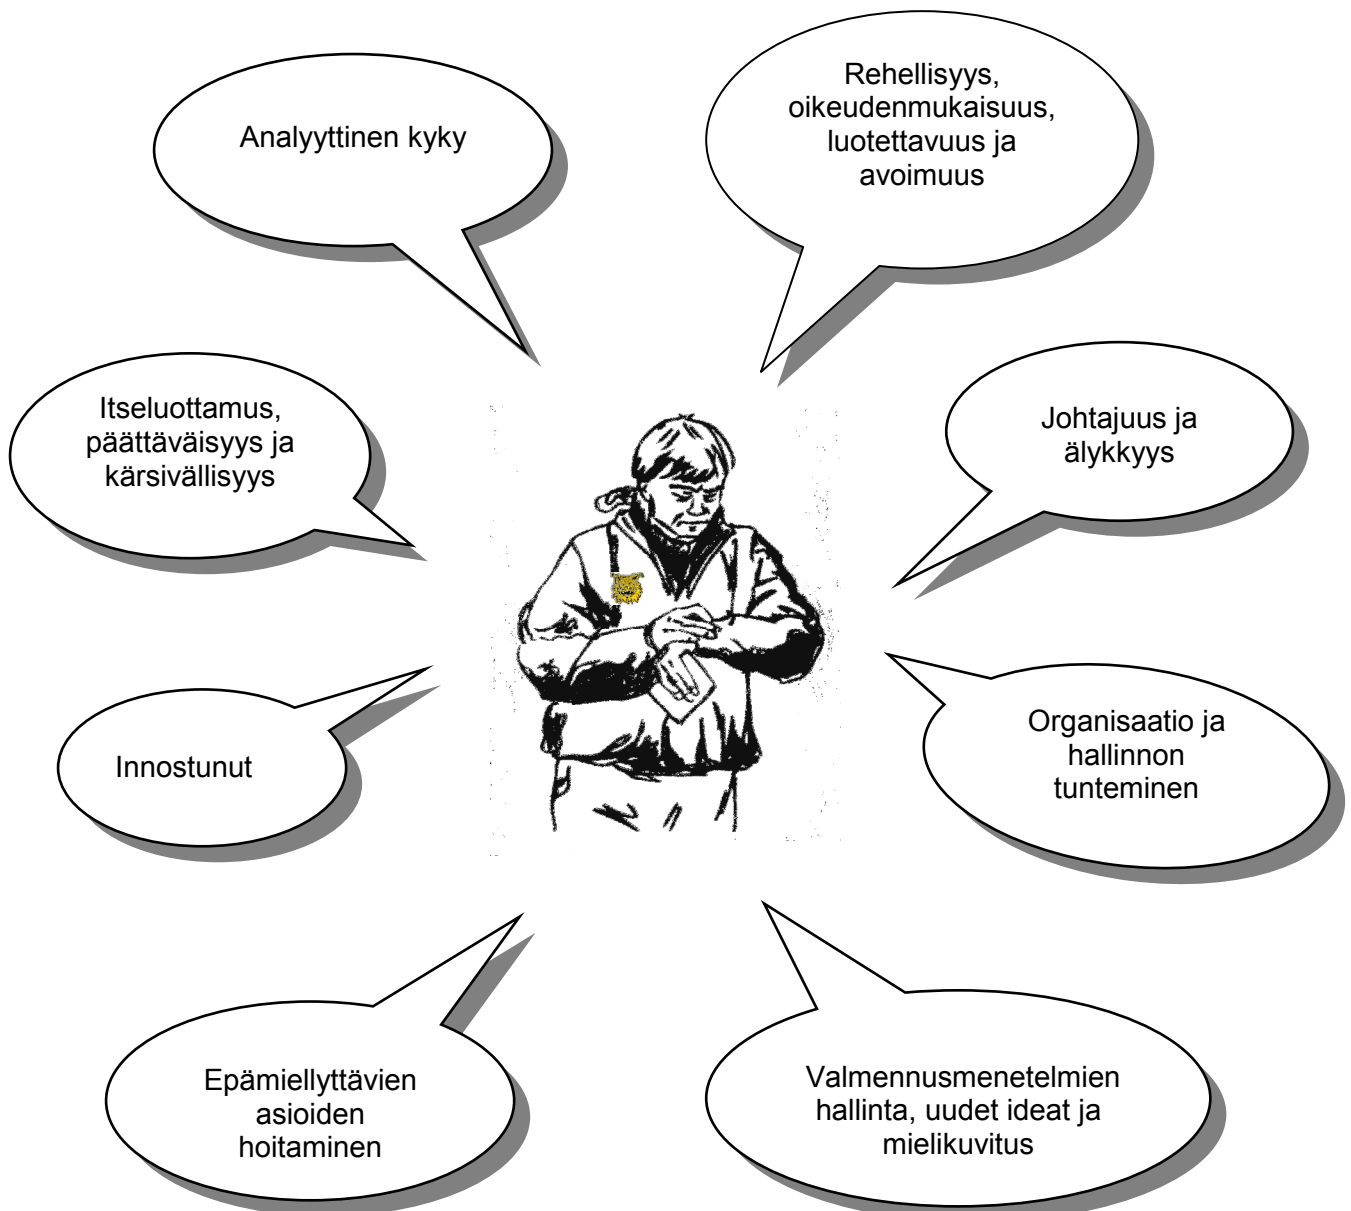 Analyyttinen kyky
Rehellisyys,
oikeudenmukaisuus,
luotettavuus ja
avoimuus
Itseluottamus,
päättäväisyys ja
kärsivällisyys
Johtajuus ja
älykkyys
Innostunut
Organisaatio ja
hallinnon
tunteminen
Epämiellyttävien
asioiden
hoitaminen
Valmennusmenetelmien
hallinta, uudet ideat ja
mielikuvitus